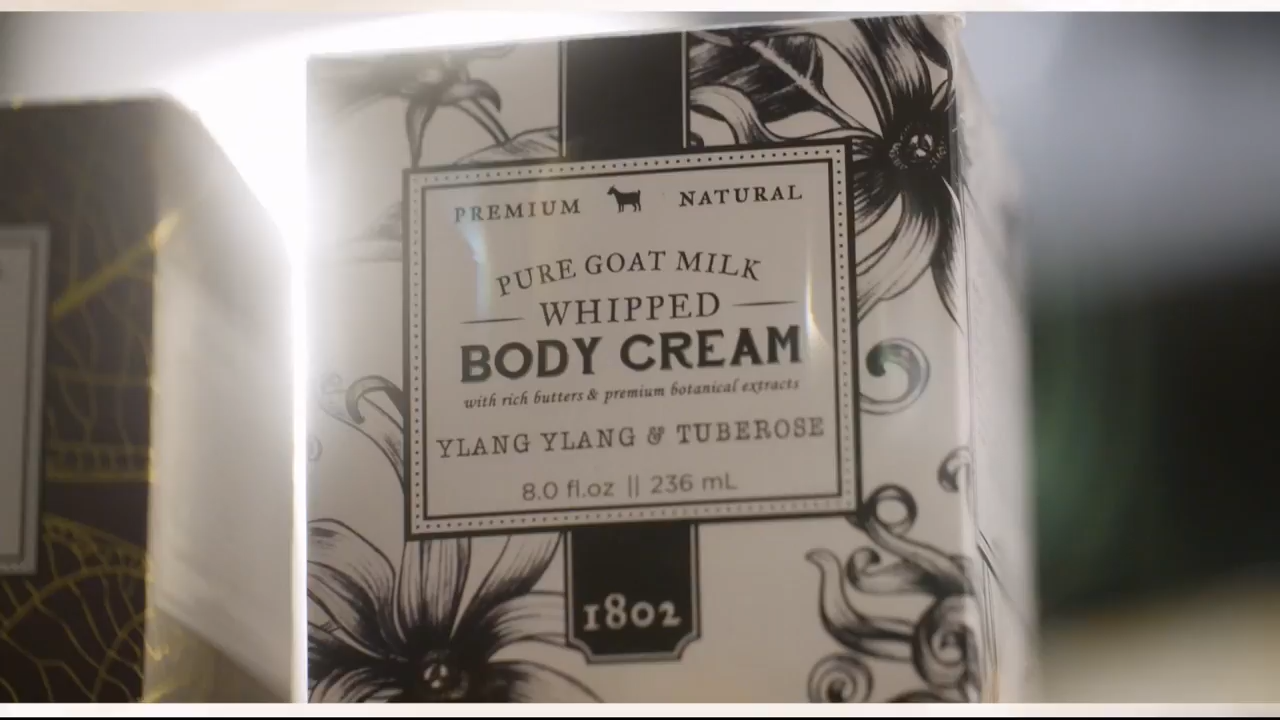 PREMIUM NATURAL
PURE GOAT MILK
WHIPPED
BODY CREAM
with rich butters & premium botanical extracts
YLANG YLANG & TUBEROSE
8.0 fl.oz || 236 mL
1802